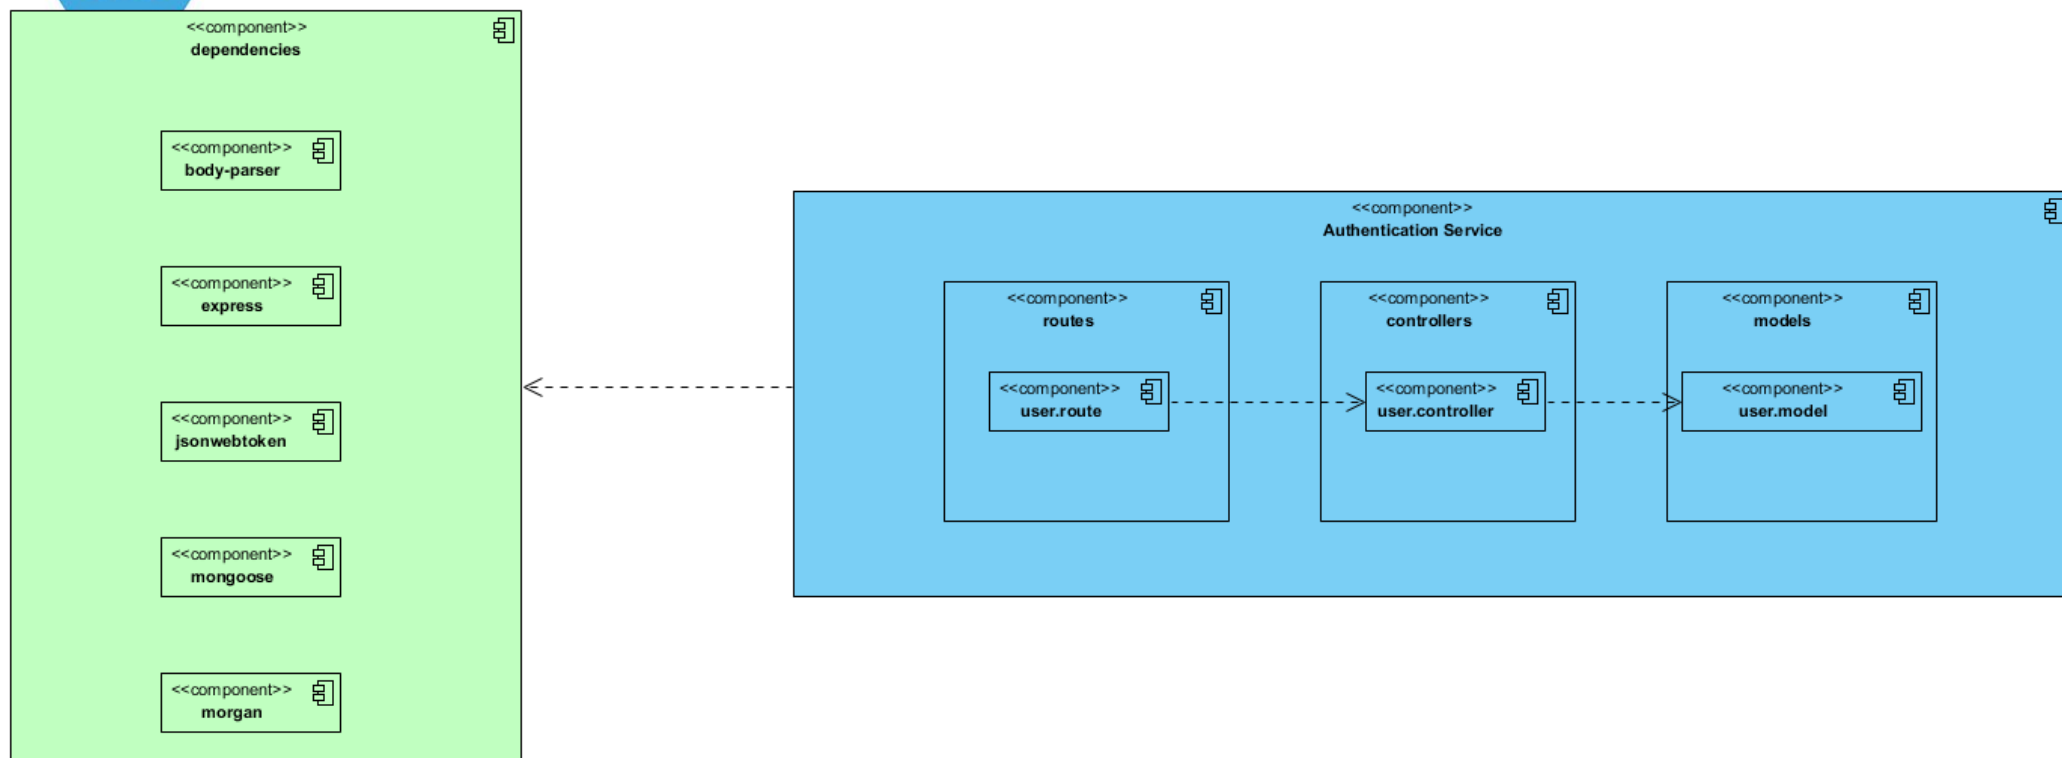 <<component>>
dependencies
<<component>>
body-parser
<<component>>
express
<<component>>
jsonwebtoken
<<component>>
mongoose
<<component>>
morgan
<<component>>
Authentication Service
<<component>>
routes
<<component>>
user.route
<<component>>
controllers
<<component>>
user.controller
<<component>>
models
<<component>>
user.model